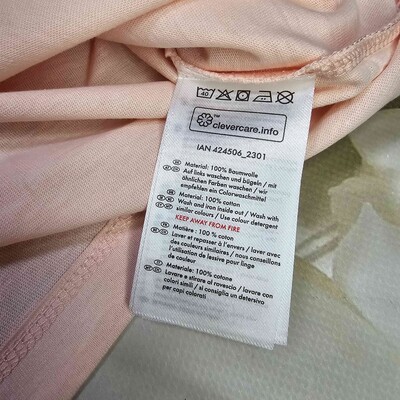 40
clevercare.info
IAN 424506_2301
Material: 100% Baumwolle
Auf links waschen und bügeln / mit
ähnlichen Farben waschen / wir
empfehlen ein Colorwaschmittel
Material: 100% cotton
Wash and iron inside out / Wash with
similar colours / Use colour detergent
KEEP AWAY FROM FIRE
Matière : 100 % coton
Laver et repasser à l'envers / laver avec
des couleurs similaires / nous conseillons
l'utilisation de lessive pour linge
de couleur
Materiale: 100% cotone
Lavare e stirare al rovescio / lavare con
colori simili / si consiglia un detersivo
per capi colorati